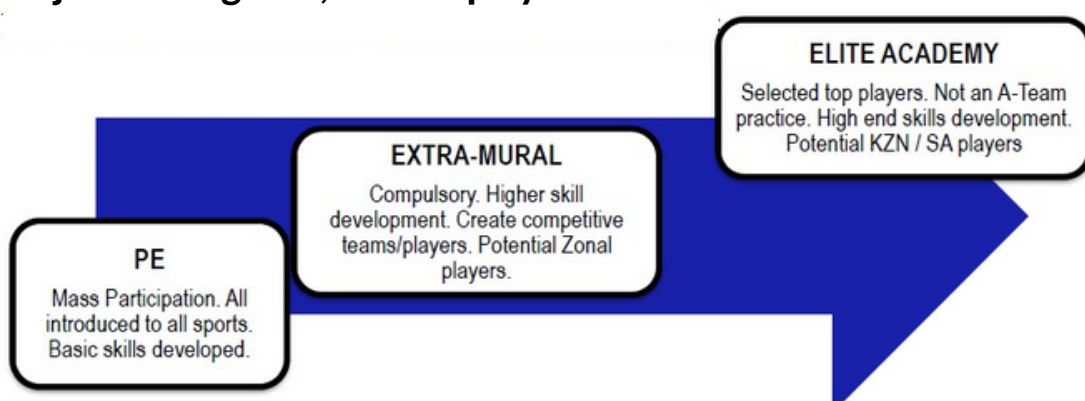 PE
Mass Participation. All
introduced to all sports.
Basic skills developed.
EXTRA-MURAL
Compulsory. Higher skill
development. Create competitive
teams/players. Potential Zonal
players.
ELITE ACADEMY
Selected top players. Not an A-Team
practice. High end skills development.
Potential KZN / SA players